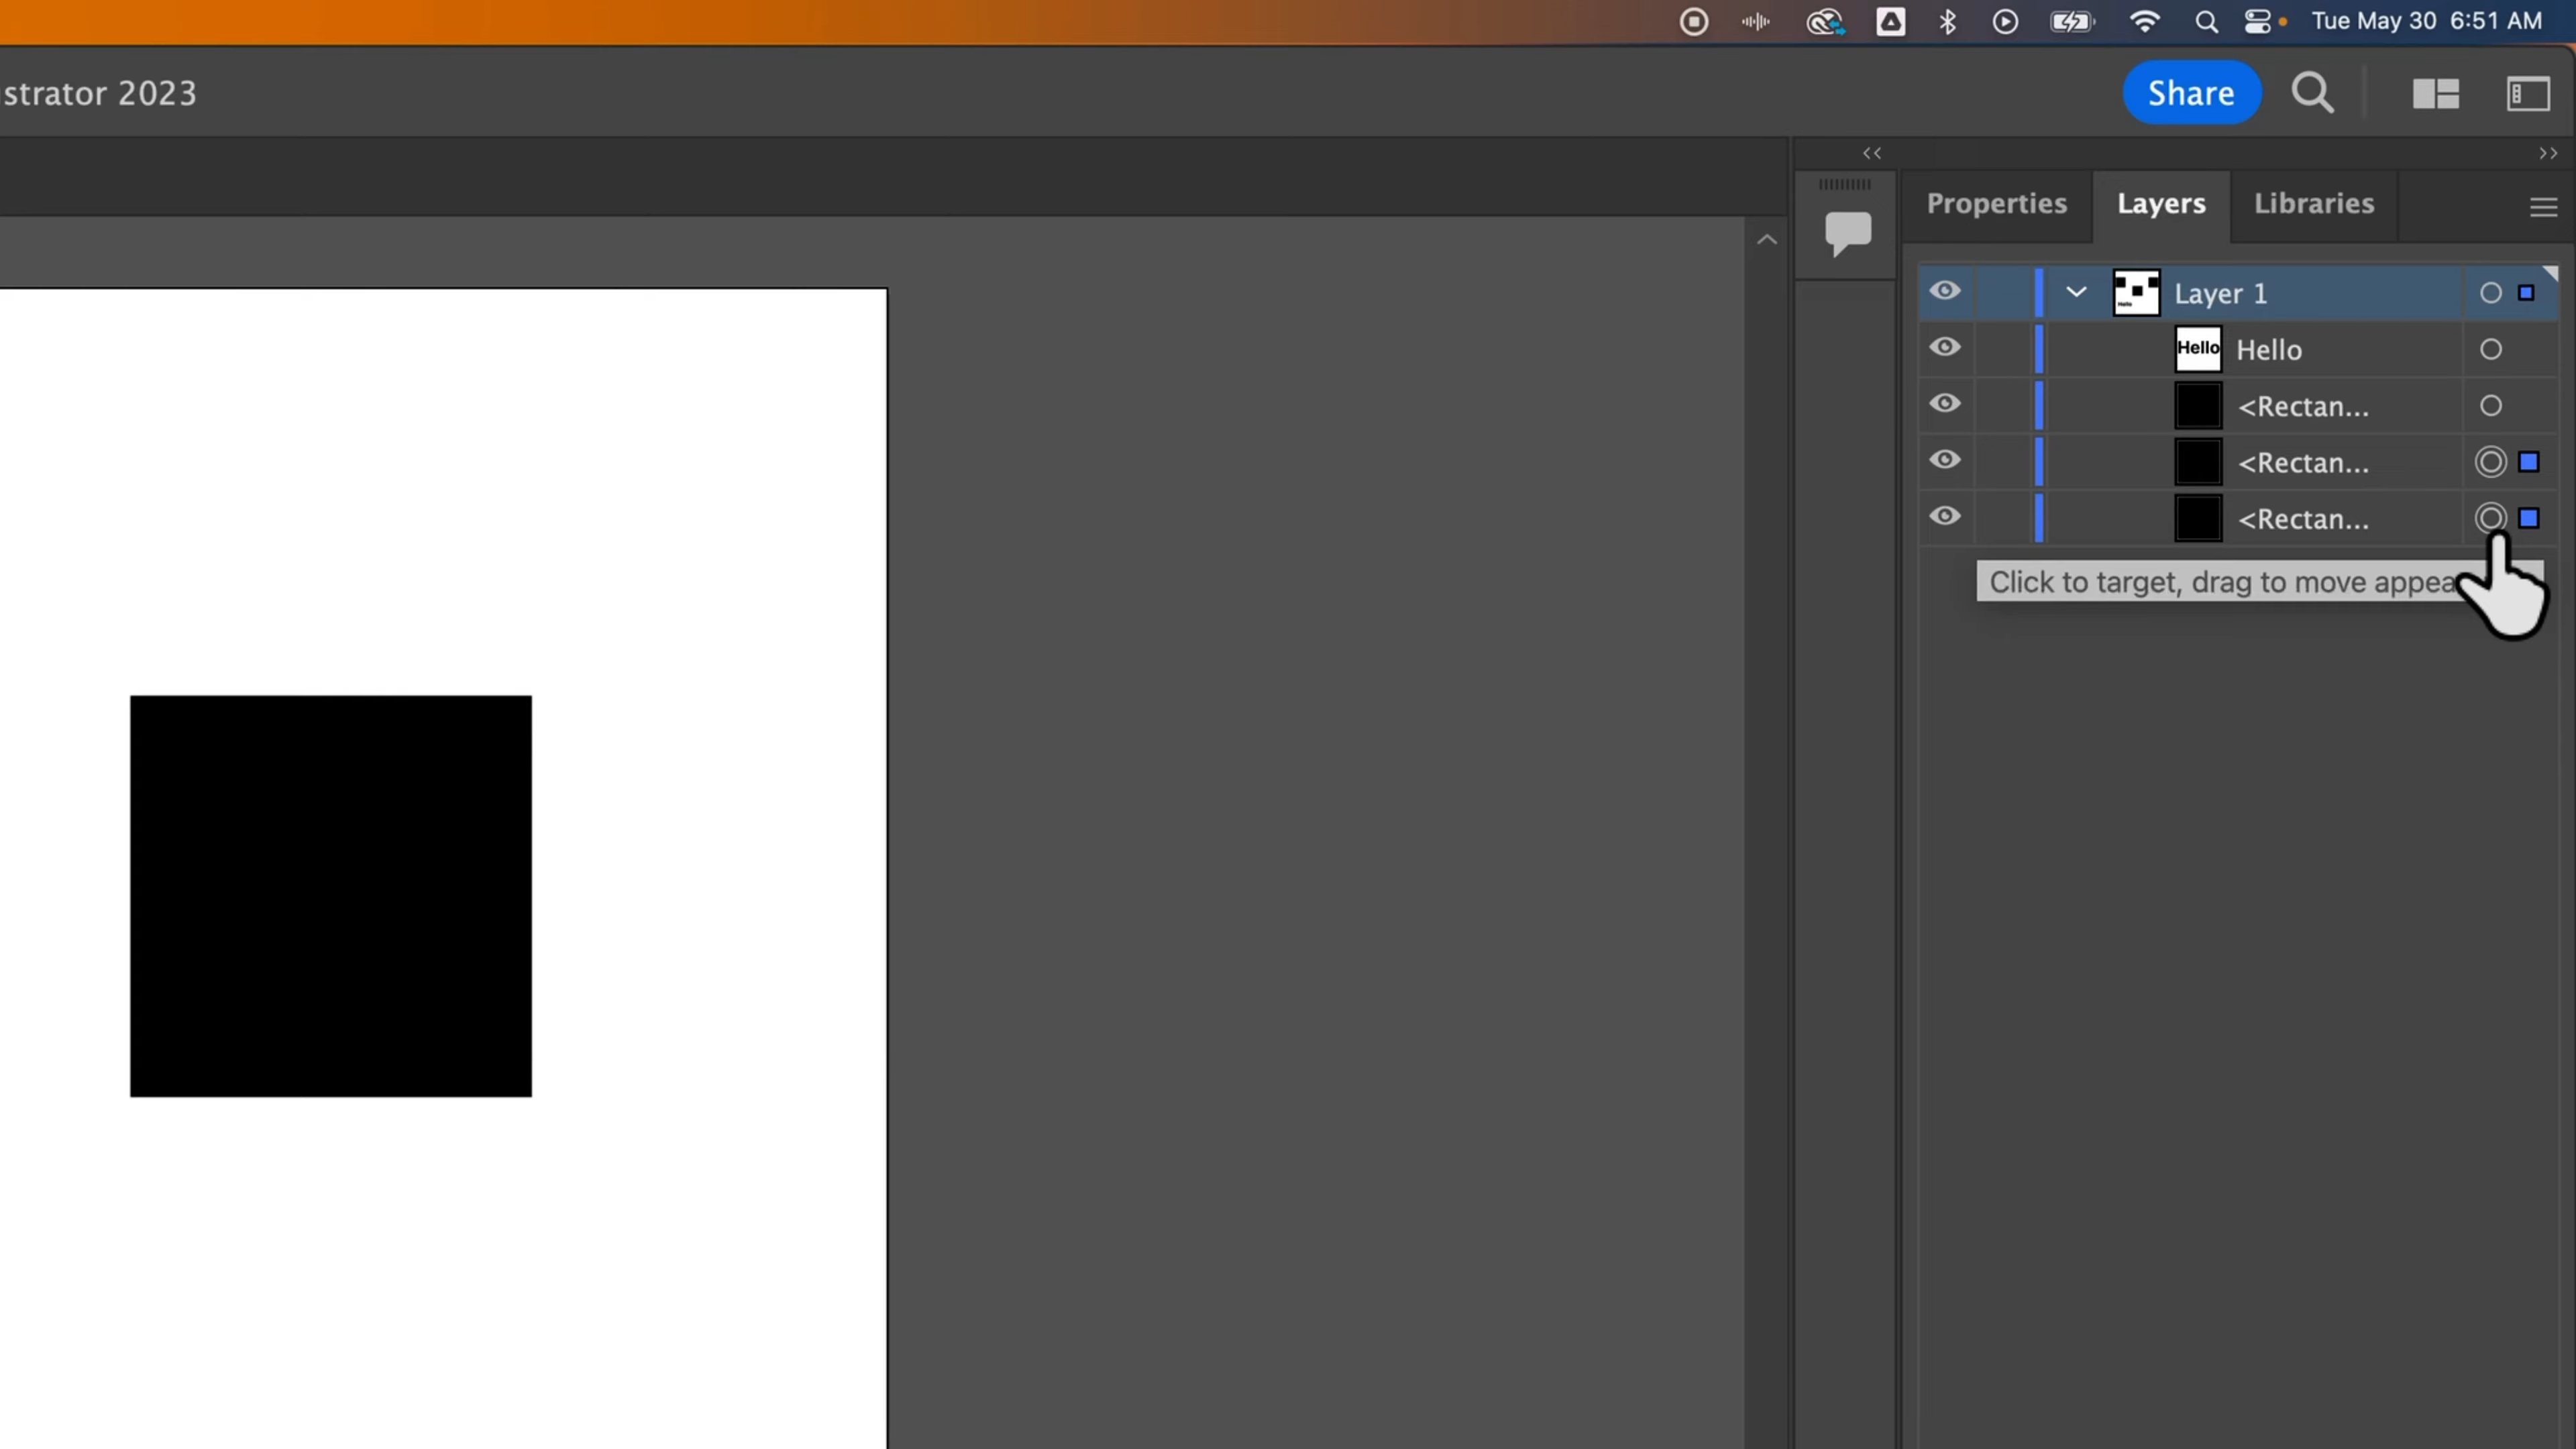 Tue May 30 6:51 AM
strator 2023
Share
Properties
Layers
Libraries
Layer 1
Hello
Hello
<Rectan...
<Rectan...
<Rectan...
Click to target, drag to move appea